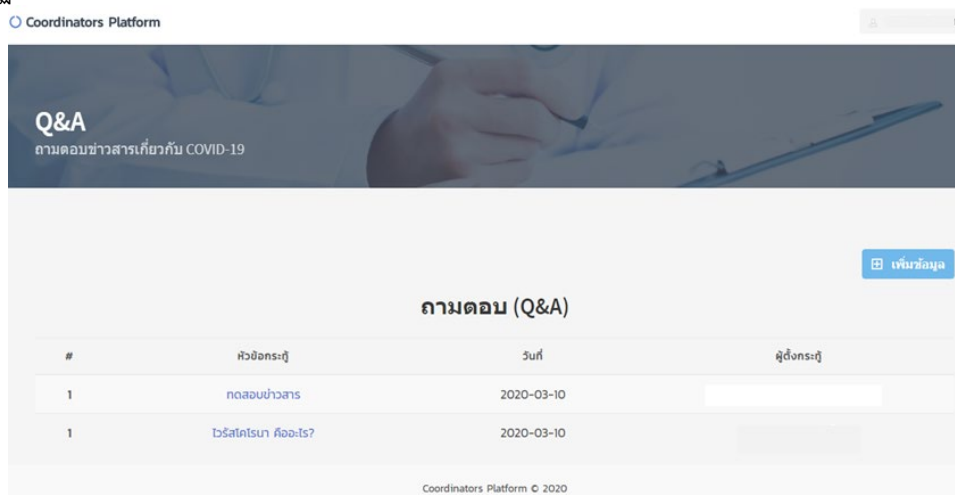 Coordinators Platform
Q&A
ถามตอบข่าวสารเกี่ยวกับ COVID-19
เพิ่มข้อมูล
ถามตอบ (Q&A)
# หัวข้อกระทู้ วันที่ ผู้ตั้งกระทู้
1 ทดสอบข่าวสาร 2020-03-10
1 ไวรัสโคโรนา คืออะไร? 2020-03-10
Coordinators Platform © 2020